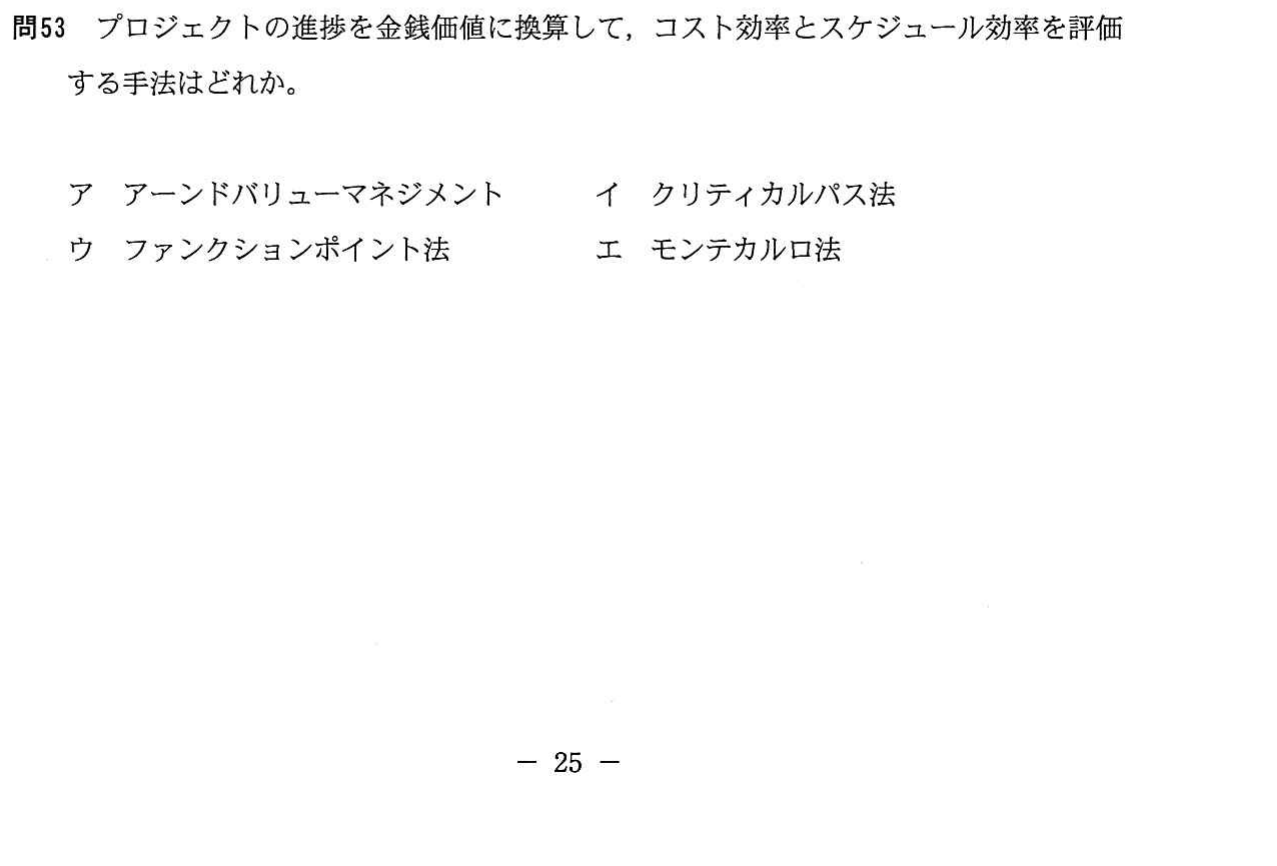 問53　プロジェクトの進捗を金銭価値に換算して，コスト効率とスケジュール効率を評価
する手法はどれか。
ア　アーンドバリューマネジメント　　　イ　クリティカルパス法
ウ　ファンクションポイント法　　　エ　モンテカルロ法
－ 25 －